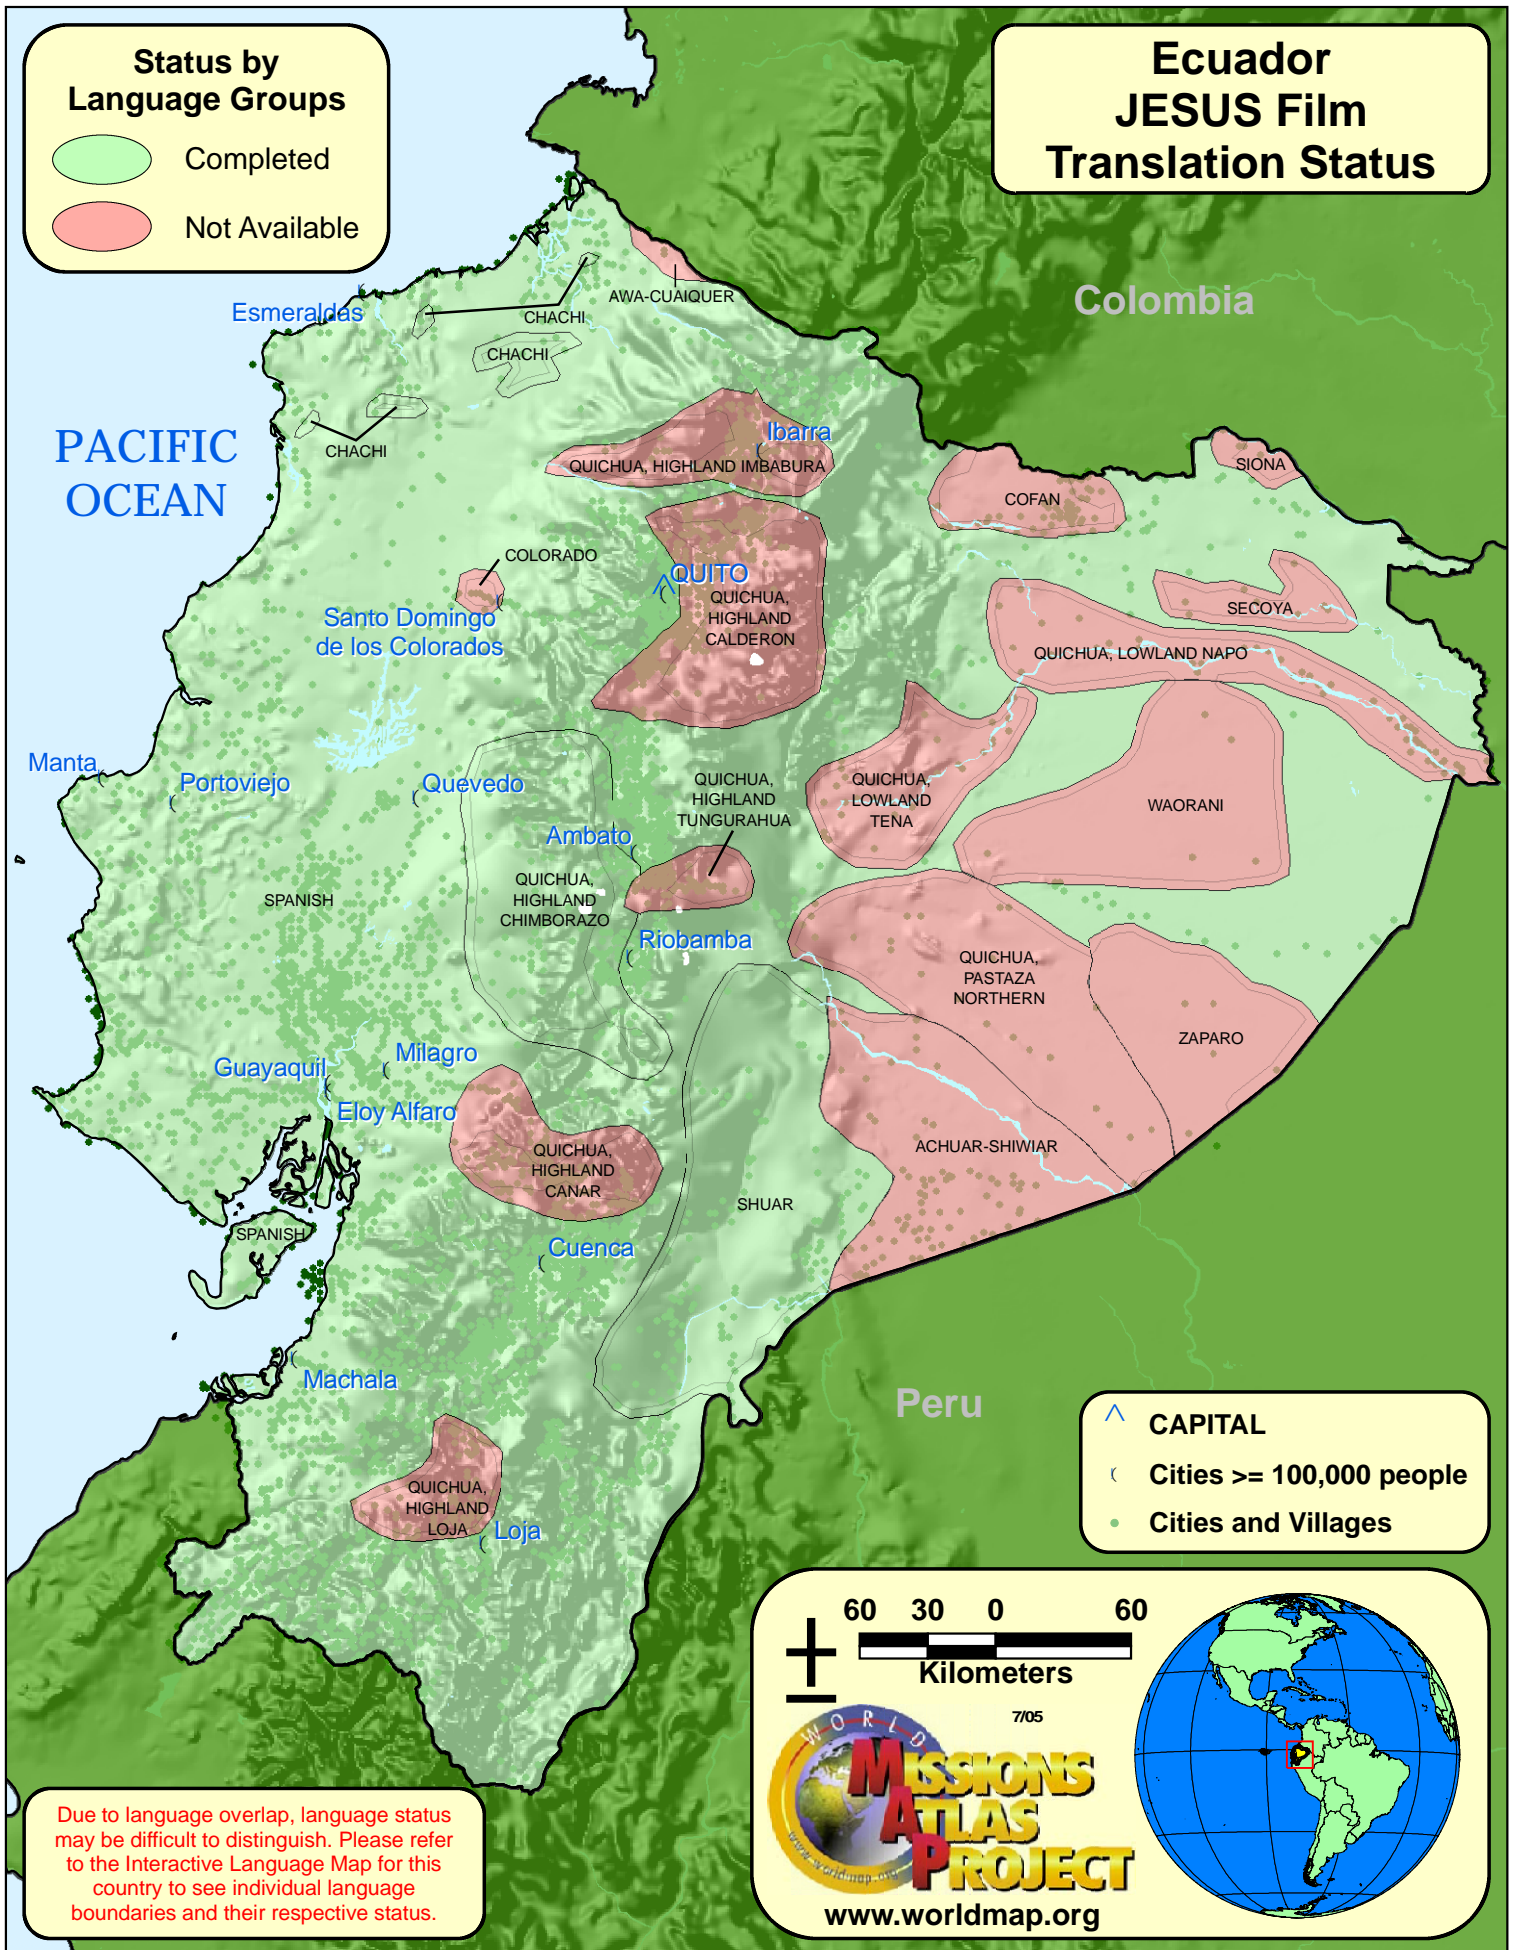 Status by
Language Groups
Completed
Not Available
Ecuador
JESUS Film
Translation Status
Colombia
Esmeraldas
AWA-CUAIQUER
CHACHI
CHACHI
CHACHI
PACIFIC
OCEAN
Ibarra
QUICHUA, HIGHLAND IMBABURA
SIONA
COFAN
COLORADO
QUITO
QUICHUA,
HIGHLAND
CALDERON
Santo Domingo
de los Colorados
SECOYA
QUICHUA, LOWLAND NAPO
Manta
Portoviejo
Quevedo
QUICHUA,
HIGHLAND
TUNGURAHUA
QUICHUA,
LOWLAND
TENA
WAORANI
Ambato
SPANISH
QUICHUA,
HIGHLAND
CHIMBORAZO
Riobamba
QUICHUA,
PASTAZA
NORTHERN
ZAPARO
Guayaquil
Milagro
Eloy Alfaro
QUICHUA,
HIGHLAND
CANAR
ACHUAR-SHIWIAR
SHUAR
SPANISH
Cuenca
Machala
Peru
QUICHUA,
HIGHLAND
LOJA
Loja
CAPITAL
Cities >= 100,000 people
Cities and Villages
60 30 0 60
Kilometers
7/05
WORLD
MISSIONS
ATLAS
PROJECT
www.worldmap.org
www.worldmap.org
Due to language overlap, language status
may be difficult to distinguish. Please refer
to the Interactive Language Map for this
country to see individual language
boundaries and their respective status.